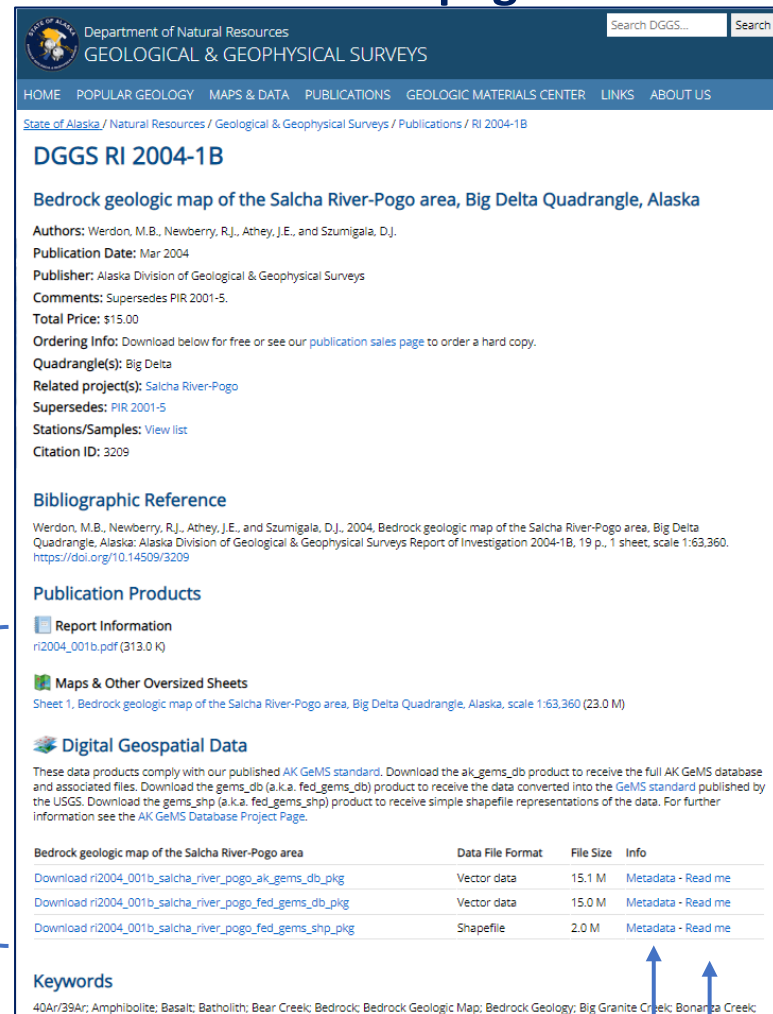 Department of Natural Resources
GEOLOGICAL & GEOPHYSICAL SURVEYS
Search DGGS...
Search
HOME POPULAR GEOLOGY MAPS & DATA PUBLICATIONS GEOLOGIC MATERIALS CENTER LINKS ABOUT US
State of Alaska / Natural Resources / Geological & Geophysical Surveys / Publications / RI 2004-1B
DGGS RI 2004-1B
Bedrock geologic map of the Salcha River-Pogo area, Big Delta Quadrangle, Alaska
Authors: Werdon, M.B., Newberry, R.J., Athey, J.E., and Szumigala, D.J.
Publication Date: Mar 2004
Publisher: Alaska Division of Geological & Geophysical Surveys
Comments: Supersedes PIR 2001-5.
Total Price: $15.00
Ordering Info: Download below for free or see our publication sales page to order a hard copy.
Quadrangle(s): Big Delta
Related project(s): Salcha River-Pogo
Supersedes: PIR 2001-5
Stations/Samples: View list
Citation ID: 3209
Bibliographic Reference
Werdon, M.B., Newberry, R.J., Athey, J.E., and Szumigala, D.J., 2004, Bedrock geologic map of the Salcha River-Pogo area, Big Delta
Quadrangle, Alaska: Alaska Division of Geological & Geophysical Surveys Report of Investigation 2004-1B, 19 p., 1 sheet, scale 1:63,360.
https://doi.org/10.14509/3209
Publication Products
Report Information
ri2004_001b.pdf (313.0 K)
Maps & Other Oversized Sheets
Sheet 1, Bedrock geologic map of the Salcha River-Pogo area, Big Delta Quadrangle, Alaska, scale 1:63,360 (23.0 M)
Digital Geospatial Data
These data products comply with our published AK GeMS standard. Download the ak_gems_db product to receive the full AK GeMS database
and associated files. Download the gems_db (a.k.a. fed_gems_db) product to receive the data converted into the GeMS standard published by
the USGS. Download the gems_shp (a.k.a. fed_gems_shp) product to receive simple shapefile representations of the data. For further
information see the AK GeMS Database Project Page.
Bedrock geologic map of the Salcha River-Pogo area Data File Format File Size Info
Download ri2004_001b_salcha_river_pogo_ak_gems_db_pkg Vector data 15.1 M Metadata - Read me
Download ri2004_001b_salcha_river_pogo_fed_gems_db_pkg Vector data 15.0 M Metadata - Read me
Download ri2004_001b_salcha_river_pogo_fed_gems_shp_pkg Shapefile 2.0 M Metadata - Read me
Keywords
40Ar/39Ar; Amphibolite; Basalt; Batholith; Bear Creek; Bedrock; Bedrock Geologic Map; Bedrock Geology; Big Granite Creek; Bonanza Creek;